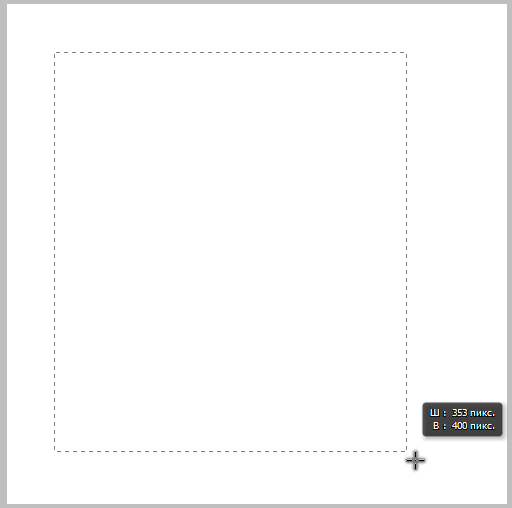 Ш : 353 пикс.
В : 400 пикс.